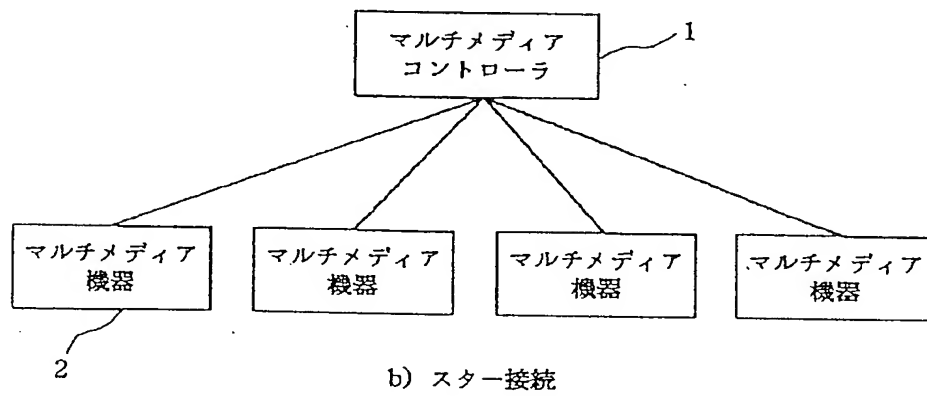 マルチメディア
コントローラ
1
マルチメディア
機器
マルチメディア
機器
マルチメディア
機器
マルチメディア
機器
2
b) スター接続